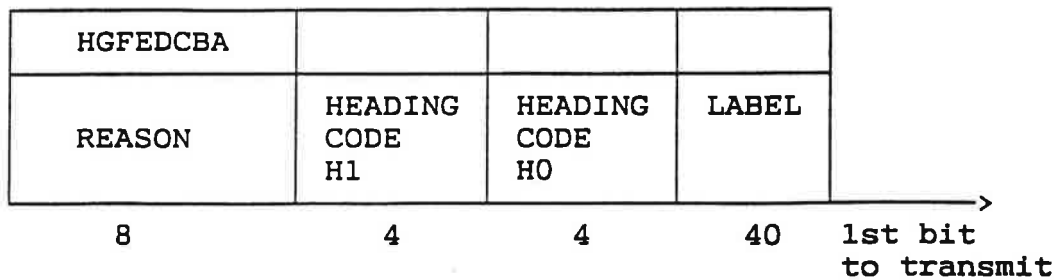 HGFEDCBA
REASON
HEADING
CODE
H1
HEADING
CODE
H0
LABEL
8 4 4 40 1st bit
to transmit